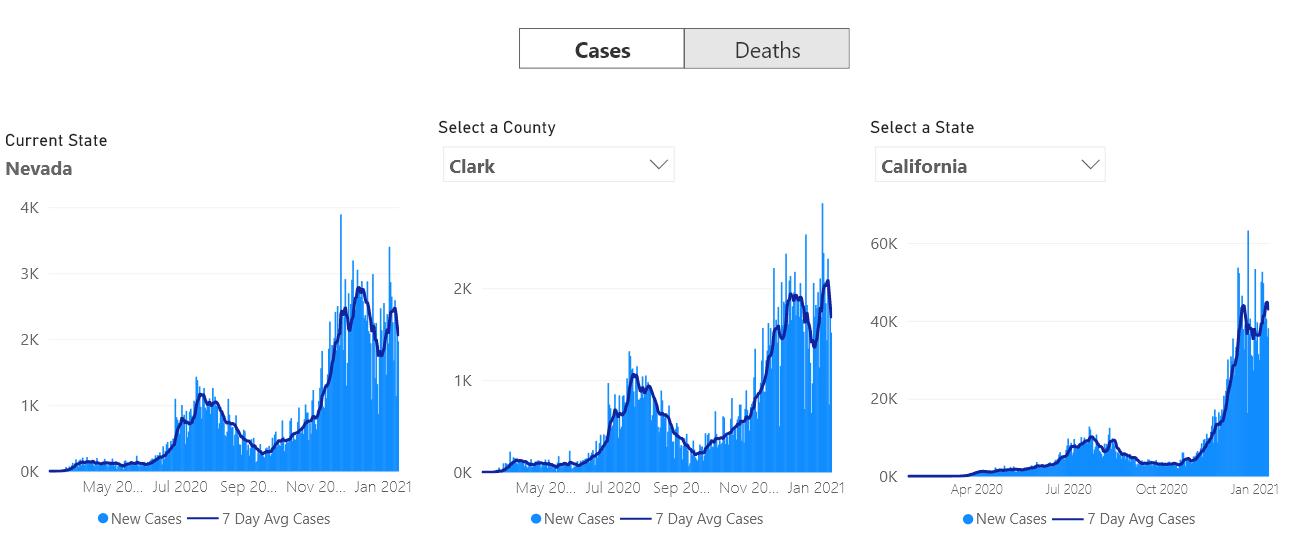 Cases Deaths
Current State
Nevada
Select a County
Clark
Select a State
California
4K
3K
2K
1K
0K
May 20... Jul 2020 Sep 20... Nov 20... Jan 2021
New Cases 7 Day Avg Cases
2K
1K
0K
May 20... Jul 2020 Sep 20... Nov 20... Jan 2021
New Cases 7 Day Avg Cases
60K
40K
20K
0K
Apr 2020 Jul 2020 Oct 2020 Jan 2021
New Cases 7 Day Avg Cases